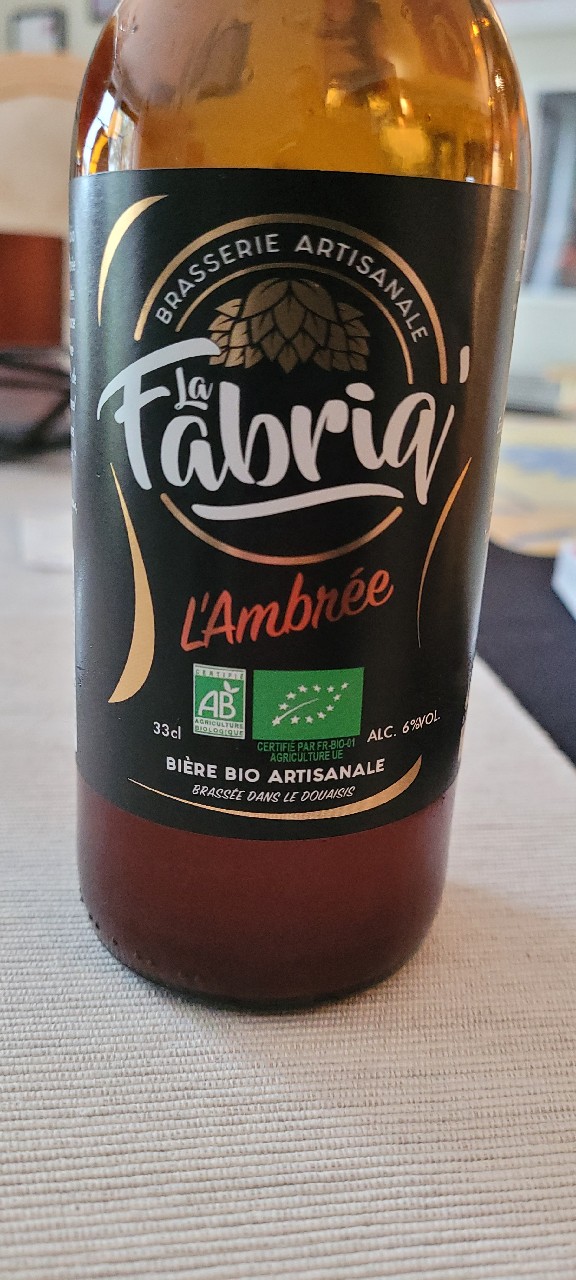 BRASSERIE ARTISANALE
La
Fabriq'
L'Ambrée
CERTIFIÉ
AB
AGRICULTURE
BIOLOGIQUE
33cl
CERTIFIÉ PAR FR-BIO-01
AGRICULTURE UE
ALC. 6%VOL.
BIÈRE BIO ARTISANALE
BRASSÉE DANS LE DOUAISIS